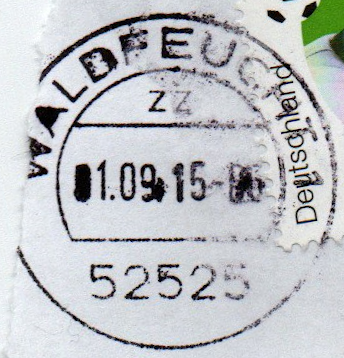 WALDFEUCHT
zz
01.09.15-
52525
Deutschland